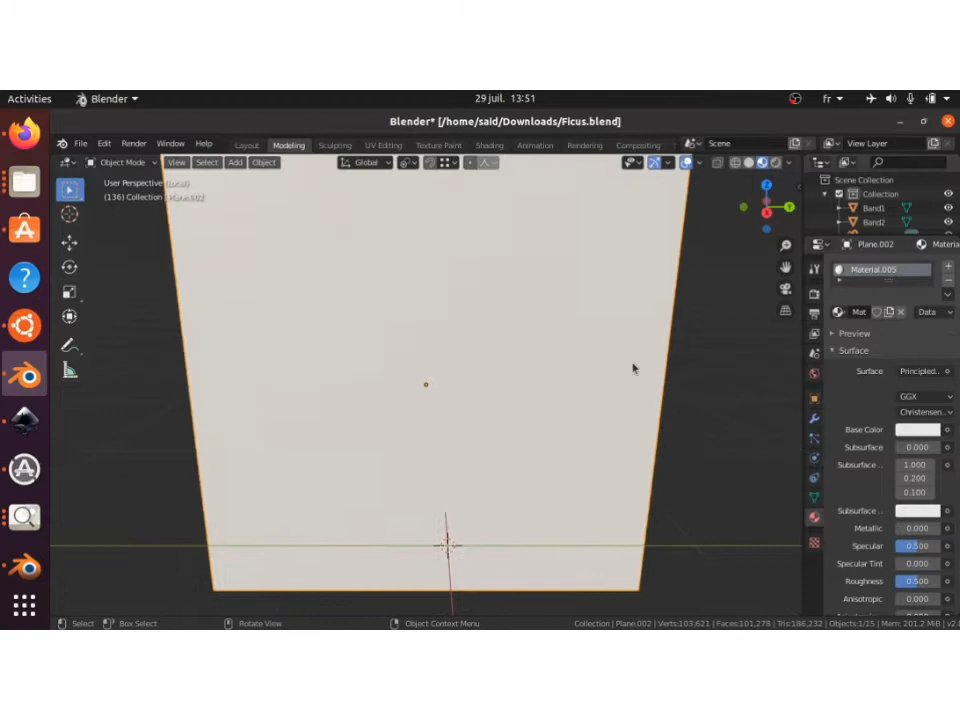 Activities Blender 29 juil. 13:51 fr
Blender* [/home/said/Downloads/Ficus.blend]
File Edit Render Window Help Layout Modeling Sculpting UV Editing Texture Paint Shading Animation Rendering Compositing Scene View Layer
Object Mode View Select Add Object Global
User Perspective (Local)
(136) Collection | Plane.002
Scene Collection
Collection
Band1
Band2
Plane.002 Materia
Material.005
Mat Data
Preview
Surface
Surface Principled..
GGX
Christensen..
Base Color
Subsurface 0.000
Subsurface .. 1.000
0.200
0.100
Subsurface ..
Metallic 0.000
Specular 0.500
Specular Tint 0.000
Roughness 0.500
Anisotropic 0.000
Select Box Select Rotate View Object Context Menu Collection | Plane.002 | Verts:103,621 | Faces:101,278 | Tris:186,232 | Objects:1/15 | Mem: 201.2 MiB | v2.